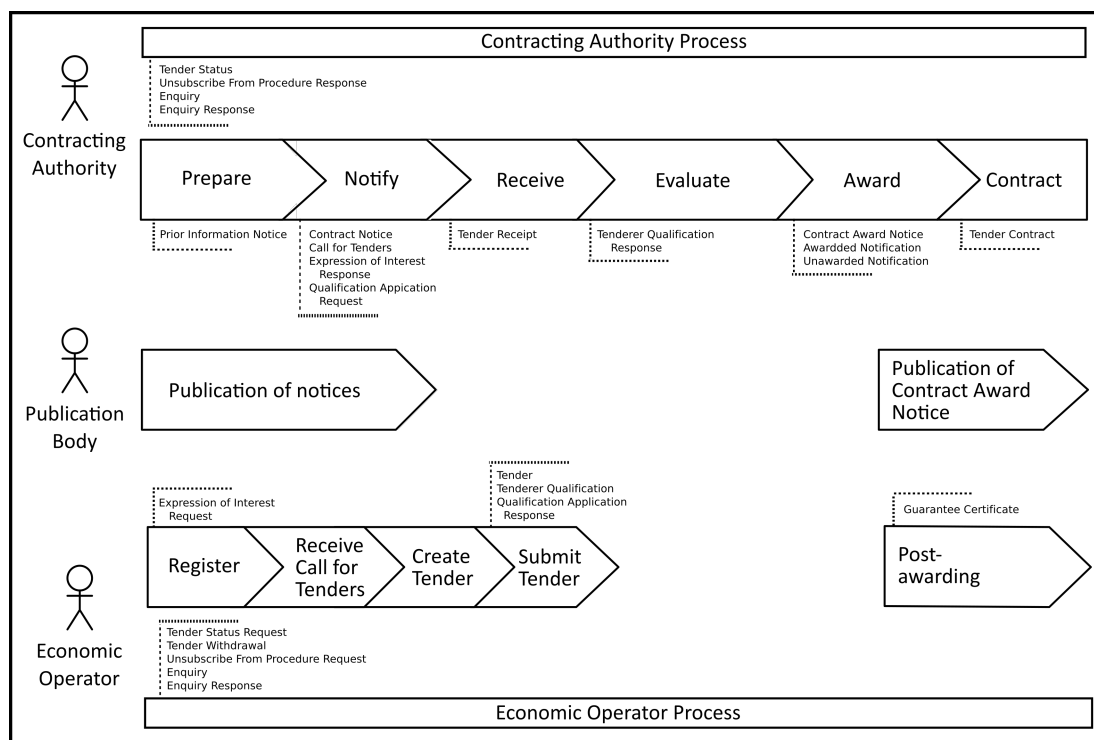 Contracting Authority Process
Tender Status
Unsubscribe From Procedure Response
Enquiry
Enquiry Response
Contracting
Authority
Prepare
Notify
Receive
Evaluate
Award
Contract
Prior Information Notice
Contract Notice
Call for Tenders
Expression of Interest
Response
Qualification Appication
Request
Tender Receipt
Tenderer Qualification
Response
Contract Award Notice
Awardded Notification
Unawarded Notification
Tender Contract
Publication
Body
Publication of notices
Publication of
Contract Award
Notice
Expression of Interest
Request
Tender
Tenderer Qualification
Qualification Application
Response
Guarantee Certificate
Register
Receive
Call for
Tenders
Create
Tender
Submit
Tender
Post-
awarding
Economic
Operator
Tender Status Request
Tender Withdrawal
Unsubscribe From Procedure Request
Enquiry
Enquiry Response
Economic Operator Process